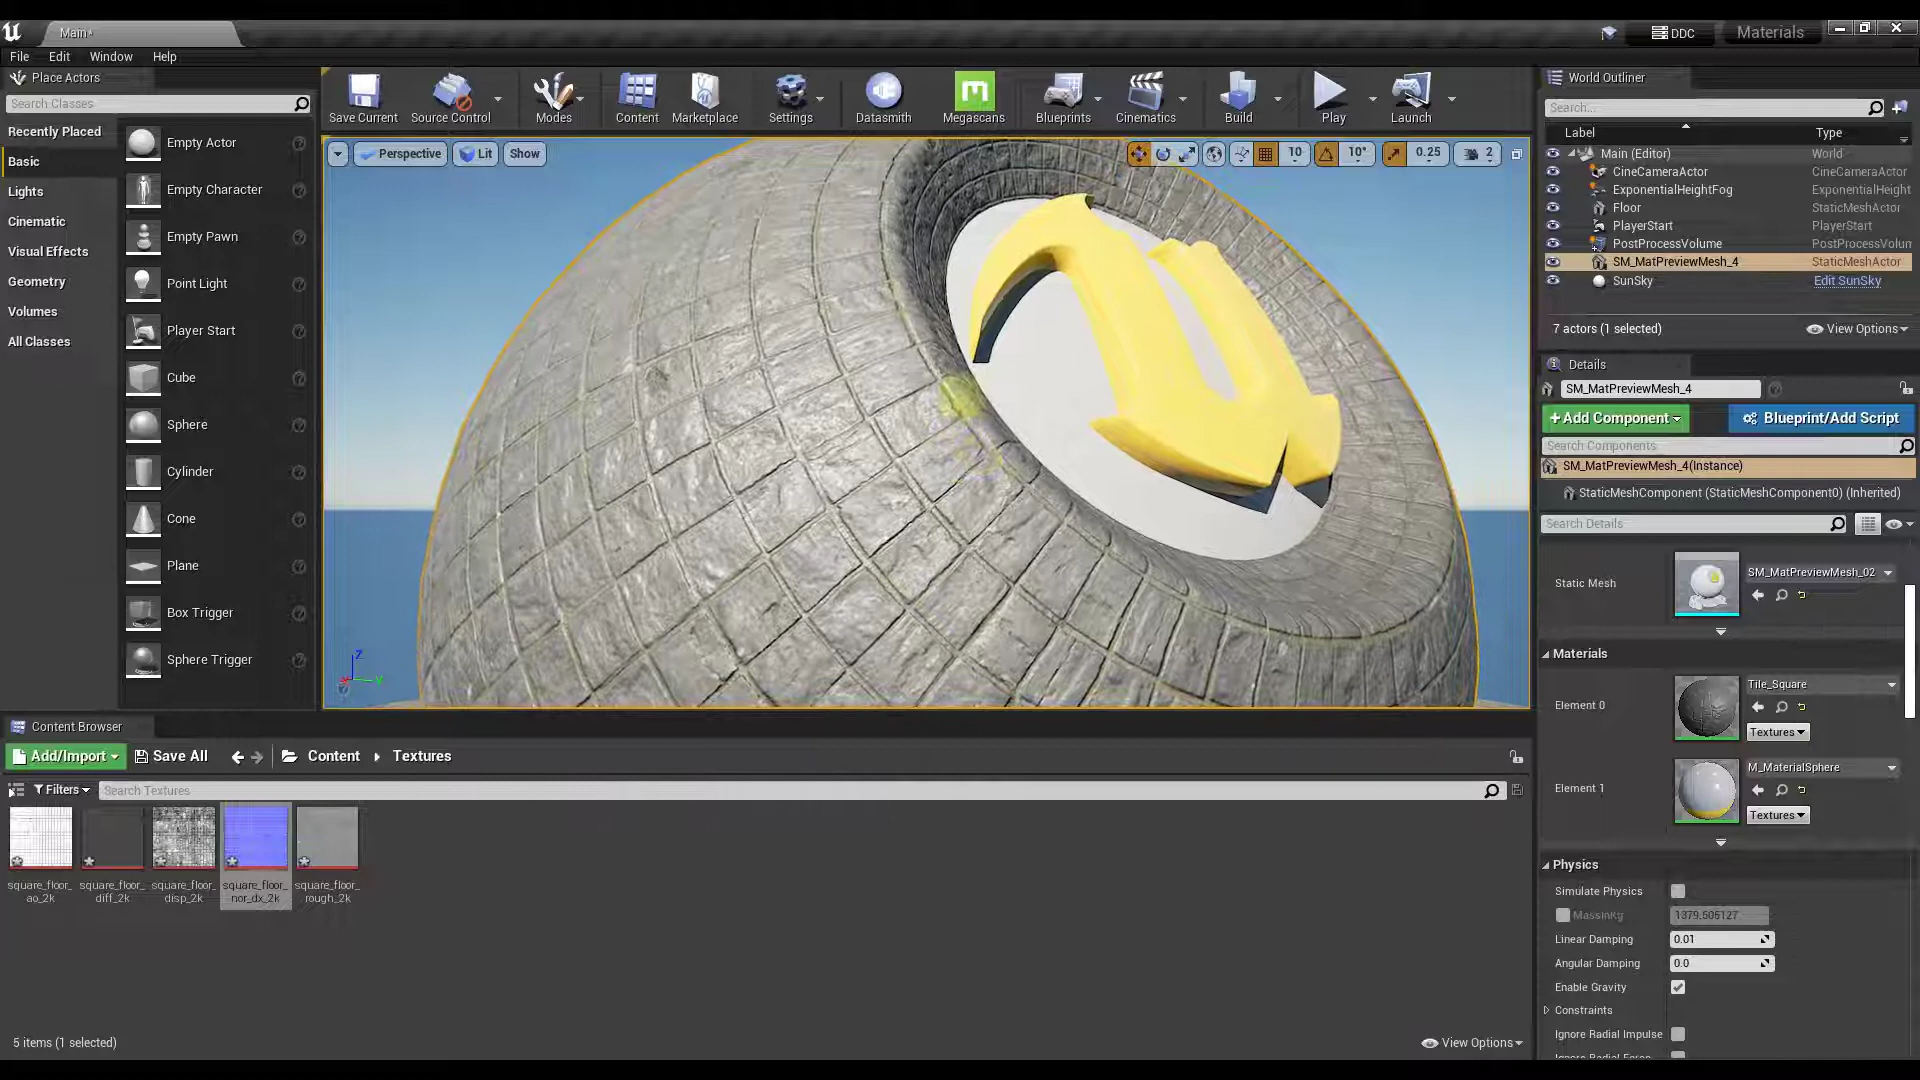 Main*
DDC
Materials
File Edit Window Help
Place Actors
Search Classes
Recently Placed
Basic
Lights
Cinematic
Visual Effects
Geometry
Volumes
All Classes
Empty Actor
Empty Character
Empty Pawn
Point Light
Player Start
Cube
Sphere
Cylinder
Cone
Plane
Box Trigger
Sphere Trigger
Save Current
Source Control
Modes
Content
Marketplace
Settings
Datasmith
Megascans
Blueprints
Cinematics
Build
Play
Launch
Perspective
Lit
Show
10
10°
0.25
2
Z
Y
World Outliner
Search...
Label Type
Main (Editor) World
CineCameraActor CineCameraActor
ExponentialHeightFog ExponentialHeight
Floor StaticMeshActor
PlayerStart PlayerStart
PostProcessVolume PostProcessVolum
SM_MatPreviewMesh_4 StaticMeshActor
SunSky Edit SunSky
7 actors (1 selected) View Options
Details
SM_MatPreviewMesh_4
+Add Component Blueprint/Add Script
Search Components
SM_MatPreviewMesh_4(Instance)
StaticMeshComponent (StaticMeshComponent0) (Inherited)
Search Details
Static Mesh
SM_MatPreviewMesh_02
Materials
Element 0
Tile_Square
Textures
Element 1
M_MaterialSphere
Textures
Physics
Simulate Physics
MassInKg 1379.505127
Linear Damping 0.01
Angular Damping 0.0
Enable Gravity
Constraints
Ignore Radial Impulse
Ignore Radial Force
Content Browser
Add/Import Save All Content Textures
Filters Search Textures
square_floor_
ao_2k
square_floor_
diff_2k
square_floor_
disp_2k
square_floor_
nor_dx_2k
square_floor_
rough_2k
5 items (1 selected)
View Options